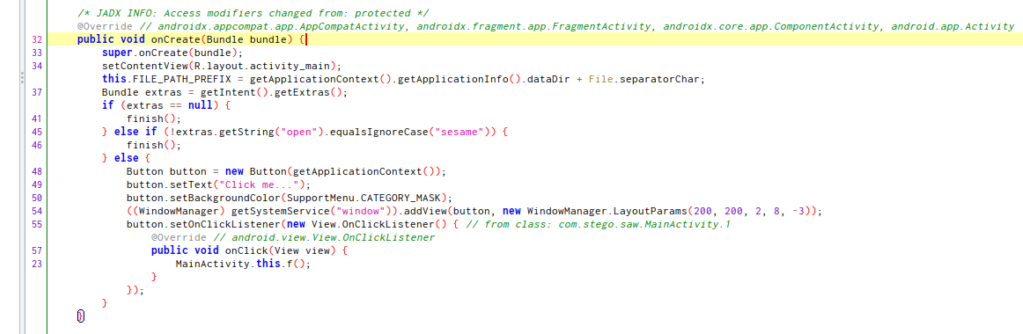 /* JADX INFO: Access modifiers changed from: protected */
@Override // androidx.appcompat.app.AppCompatActivity, androidx.fragment.app.FragmentActivity, androidx.core.app.ComponentActivity, android.app.Activity
32 public void onCreate(Bundle bundle) {
33 super.onCreate(bundle);
34 setContentView(R.layout.activity_main);
this.FILE_PATH_PREFIX = getApplicationContext().getApplicationInfo().dataDir + File.separatorChar;
37 Bundle extras = getIntent().getExtras();
if (extras == null) {
41 finish();
45 } else if (!extras.getString("open").equalsIgnoreCase("sesame")) {
46 finish();
} else {
48 Button button = new Button(getApplicationContext());
49 button.setText("Click me...");
50 button.setBackgroundColor(SupportMenu.CATEGORY_MASK);
54 ((WindowManager) getSystemService("window")).addView(button, new WindowManager.LayoutParams(200, 200, 2, 8, -3));
55 button.setOnClickListener(new View.OnClickListener() { // from class: com.stego.saw.MainActivity.1
@Override // android.view.View.OnClickListener
57 public void onClick(View view) {
23 MainActivity.this.f();
}
});
}
}